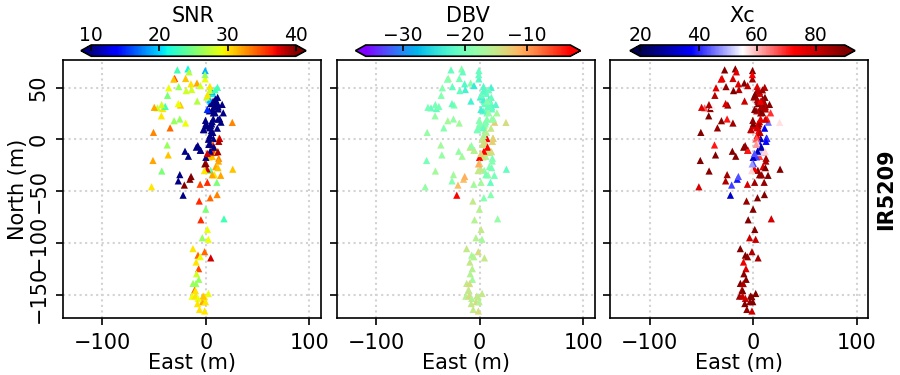 SNR DBV Xc
10 20 30 40 −30 −20 −10 20 40 60 80
North (m)
50
0
−50
−100
−150
−100 0 100 −100 0 100 −100 0 100
East (m) East (m) East (m)
IR5209